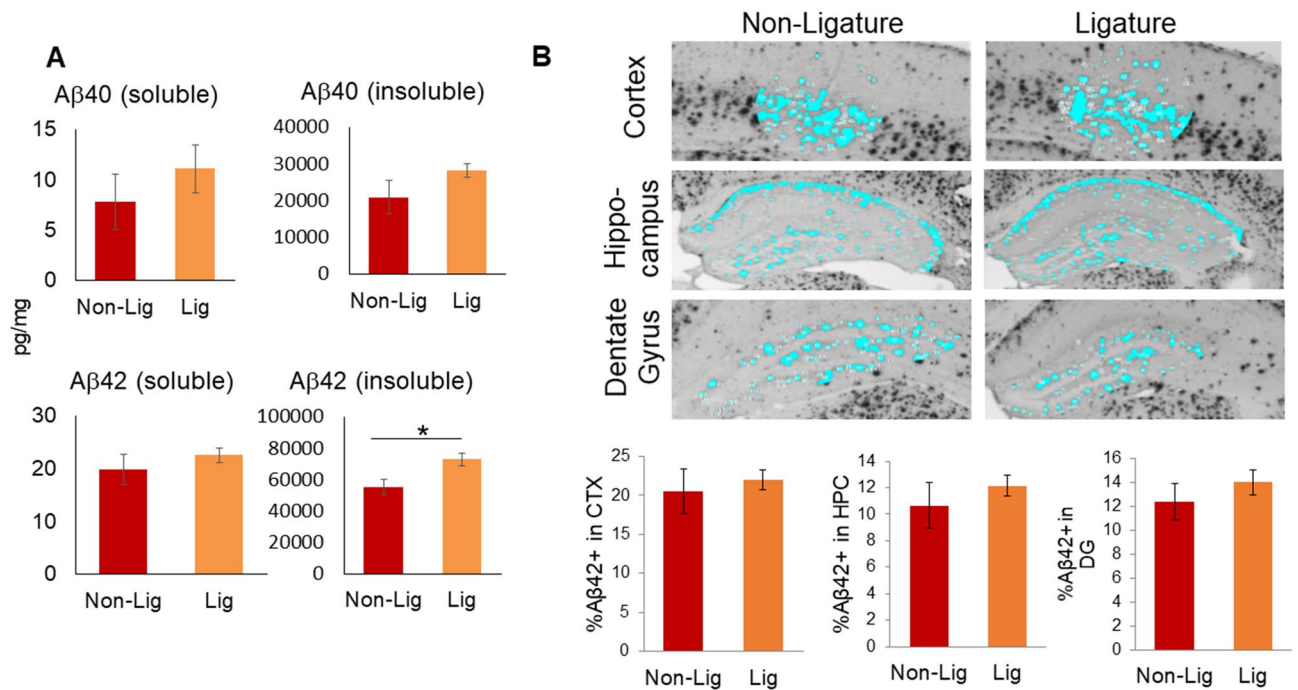 A
Aβ40 (soluble)
15
10
5
0
Non-Lig Lig
Aβ40 (insoluble)
40000
30000
20000
10000
0
Non-Lig Lig
pg/mg
Aβ42 (soluble)
30
20
10
0
Non-Lig Lig
Aβ42 (insoluble)
100000
80000
60000
40000
20000
0
*
Non-Lig Lig
B
Non-Ligature Ligature
Cortex
Hippo-
campus
Dentate
Gyrus
%Aβ42+ in CTX
25
20
15
10
5
0
Non-Lig Lig
%Aβ42+ in HPC
14
12
10
8
6
4
2
0
Non-Lig Lig
%Aβ42+ in
DG
16
14
12
10
8
6
4
2
0
Non-Lig Lig